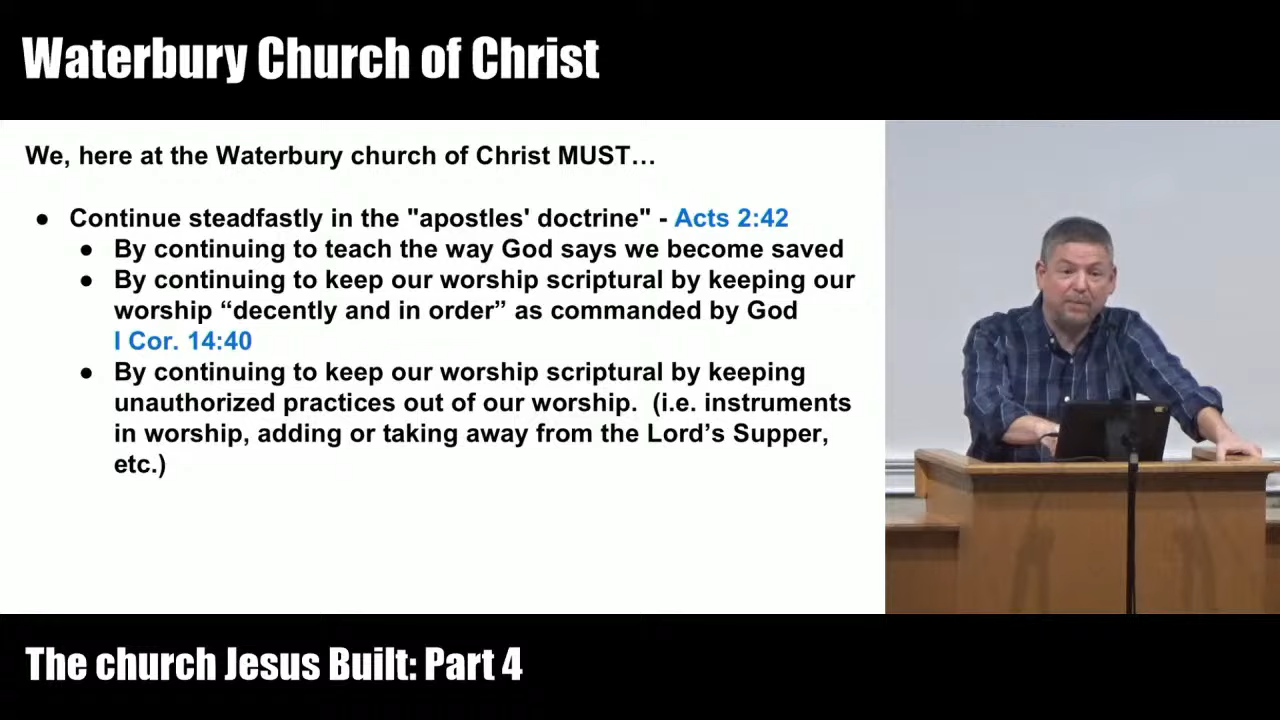 Waterbury Church of Christ
We, here at the Waterbury church of Christ MUST...
● Continue steadfastly in the "apostles' doctrine" - Acts 2:42
● By continuing to teach the way God says we become saved
● By continuing to keep our worship scriptural by keeping our
worship “decently and in order” as commanded by God
I Cor. 14:40
● By continuing to keep our worship scriptural by keeping
unauthorized practices out of our worship.  (i.e. instruments
in worship, adding or taking away from the Lord’s Supper,
etc.)
The church Jesus Built: Part 4